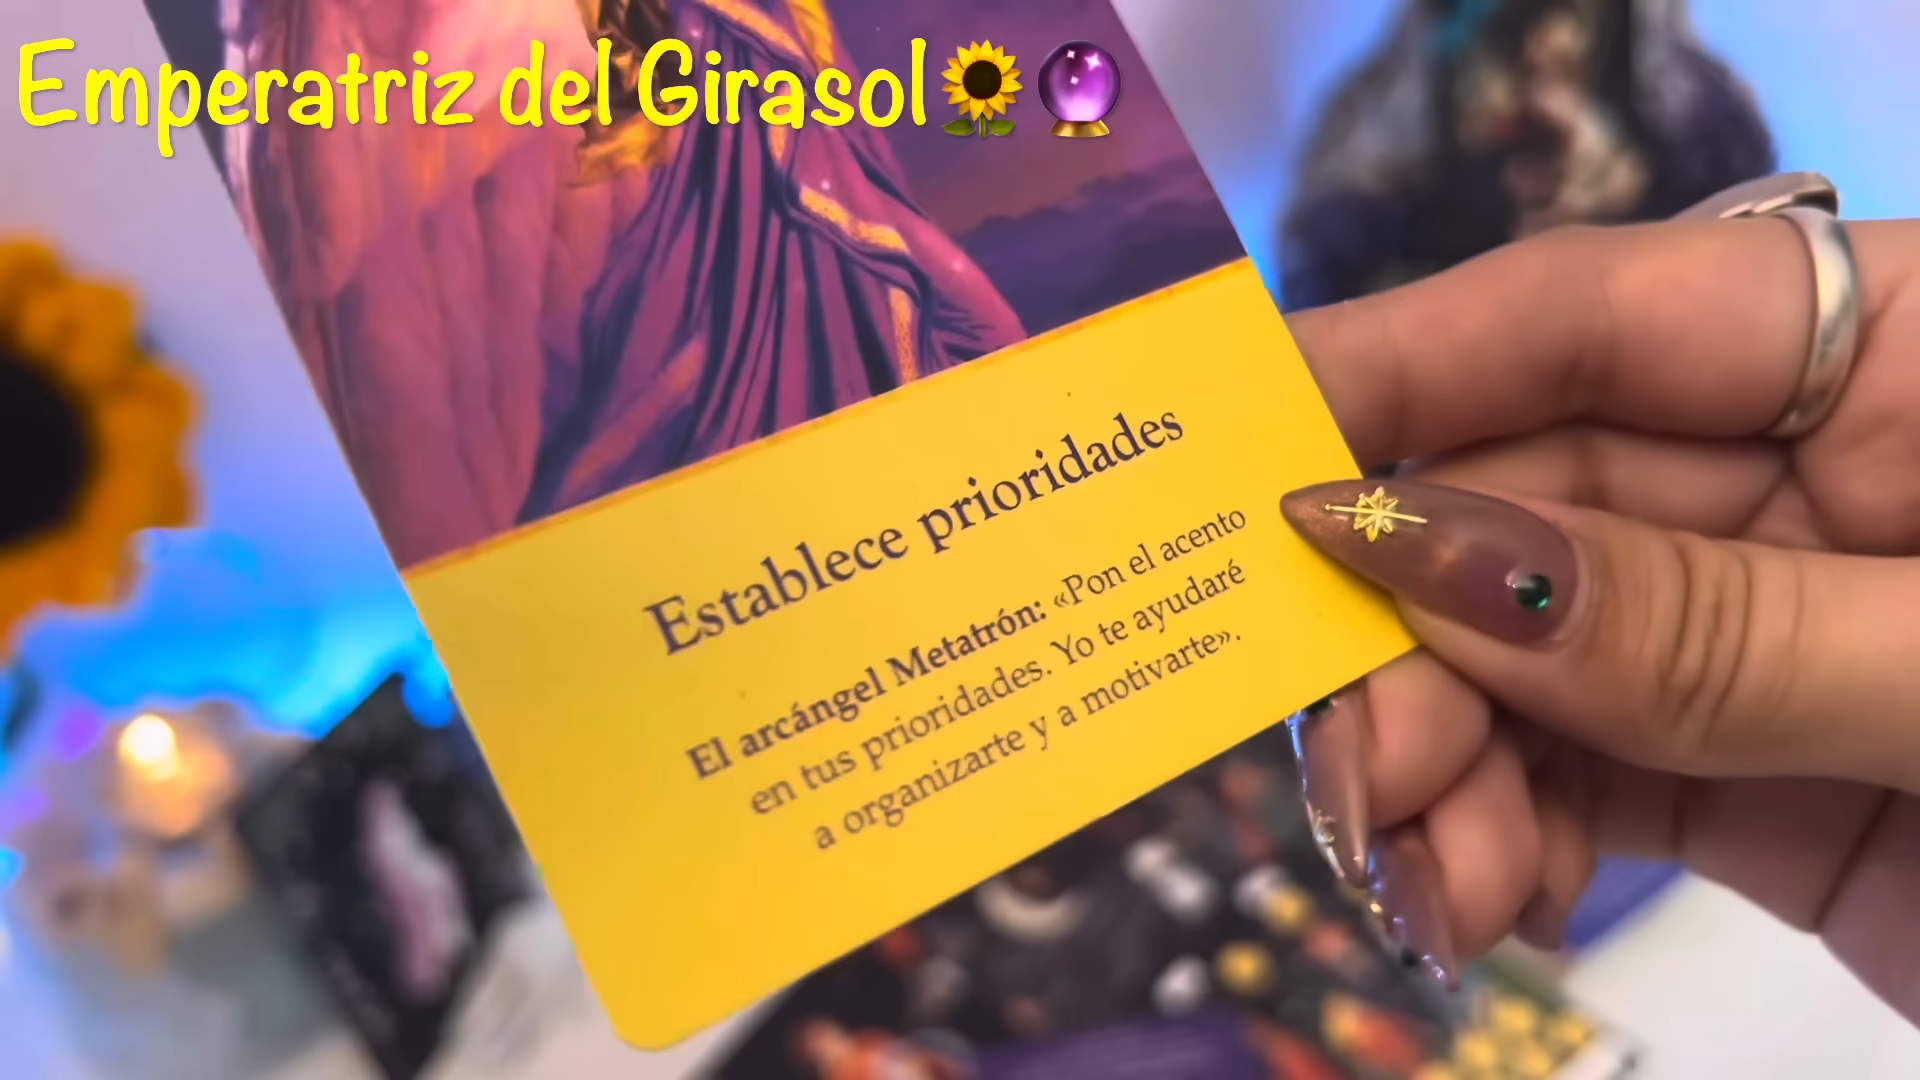 Emperatriz del Girasol🌻🔮
Establece prioridades
El arcángel Metatrón: «Pon el acento
en tus prioridades. Yo te ayudaré
a organizarte y a motivarte».